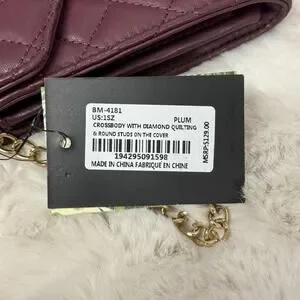 BM-4181
US:1SZ PLUM
CROSSBODY WITH DIAMOND QUILTING
& ROUND STUDS ON THE COVER
194295091598
MADE IN CHINA FABRIQUÉ EN CHINE
MSRP:$129.00